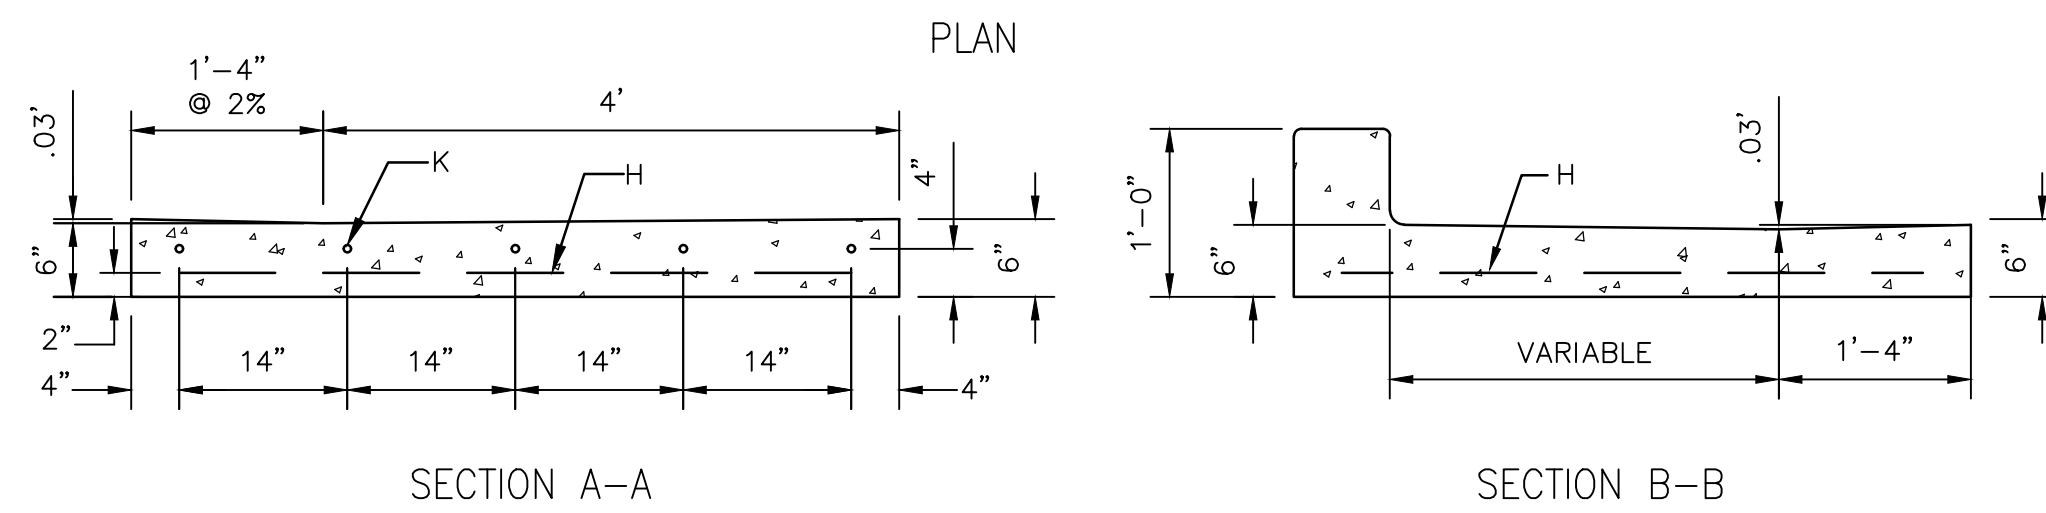 PLAN
1'-4"
@ 2%
4'
.03'
K
H
4"
6"
6"
2"
4"
14"
14"
14"
14"
4"
SECTION A-A
1'-0"
6"
H
.03'
6"
VARIABLE
1'-4"
SECTION B-B